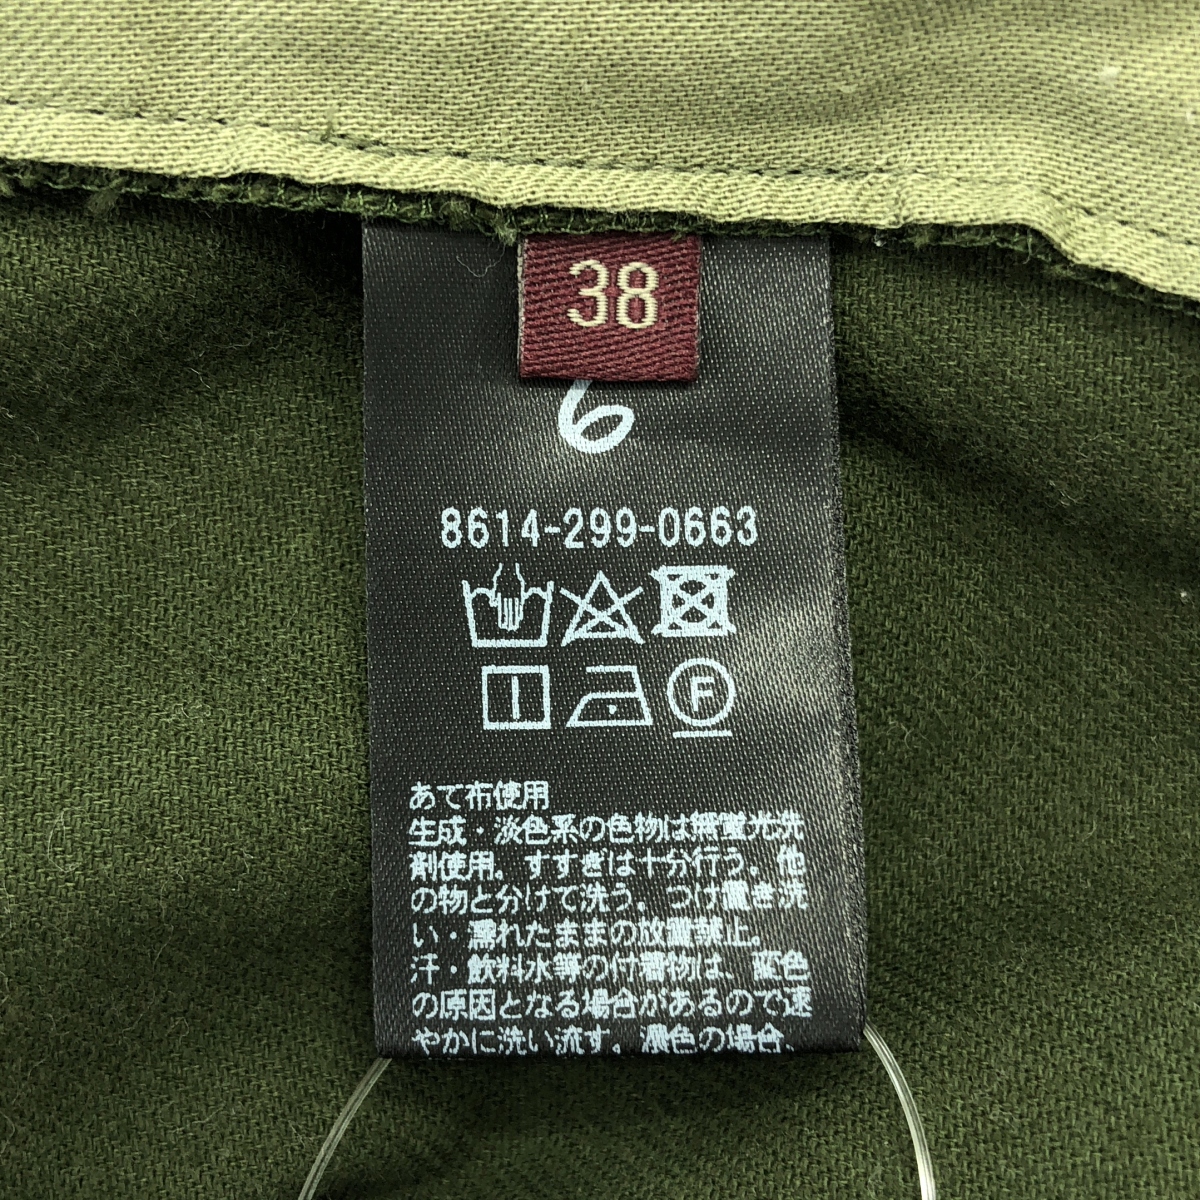 38
6
8614-299-0663
F
あて布使用
生成・淡色系の色物は無蛍光洗
剤使用。すすぎは十分行う。他
の物と分けて洗う。つけ置き洗
い・濡れたままの放置禁止。
汗・飲料水等の付着物は、変色
の原因となる場合があるので速
やかに洗い流す。濃色の場合、